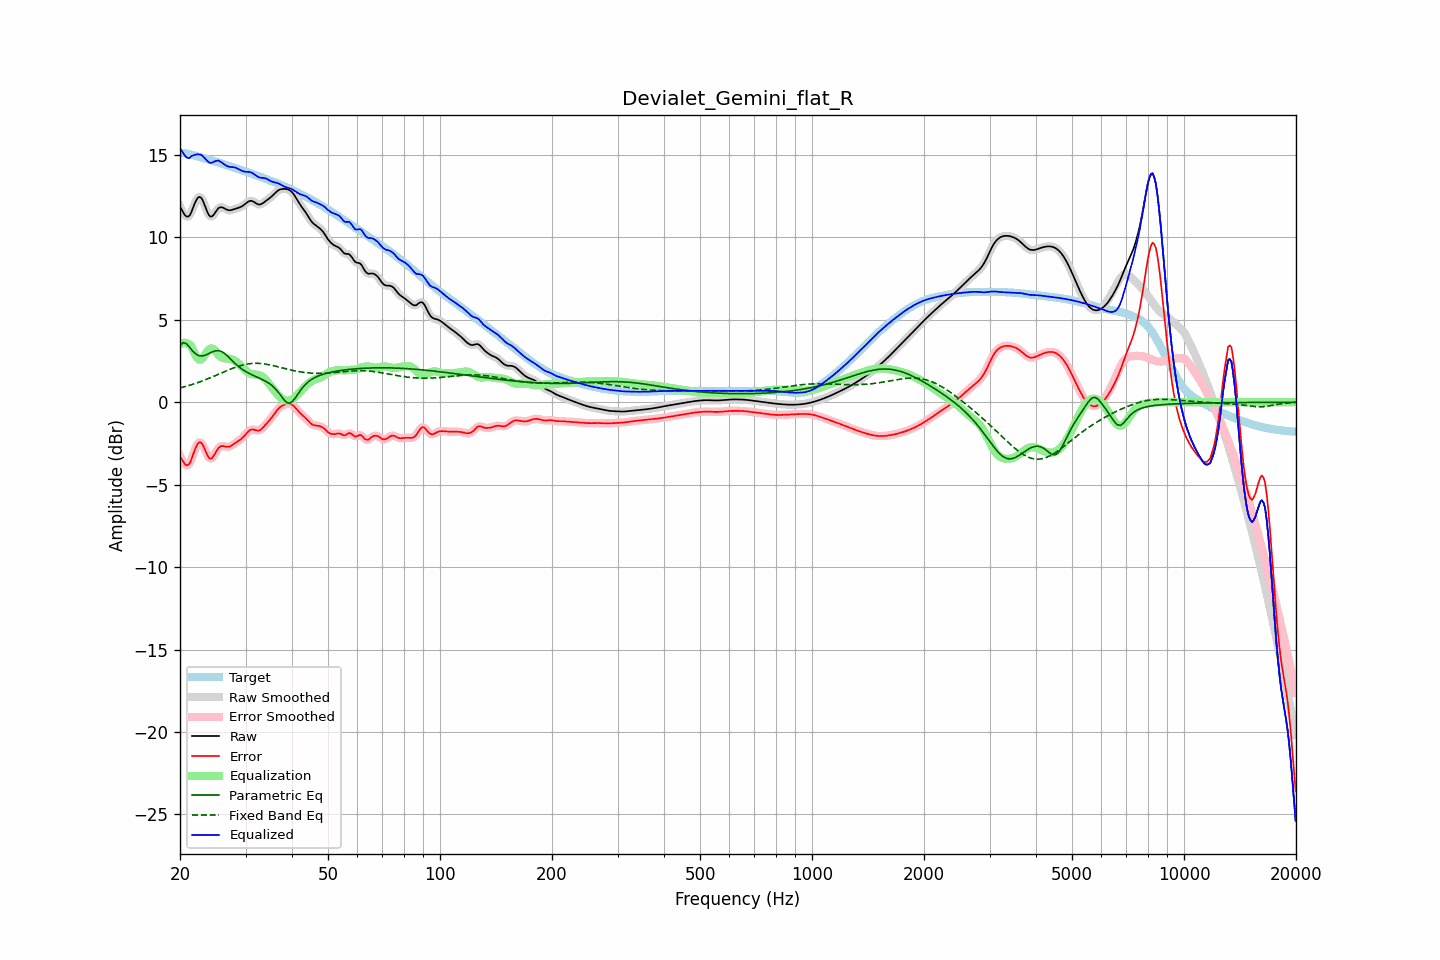 Devialet_Gemini_flat_R
Amplitude (dBr)
15
10
5
0
−5
−10
−15
−20
−25
Target
Raw Smoothed
Error Smoothed
Raw
Error
Equalization
Parametric Eq
Fixed Band Eq
Equalized
20 50 100 200 500 1000 2000 5000 10000 20000
Frequency (Hz)